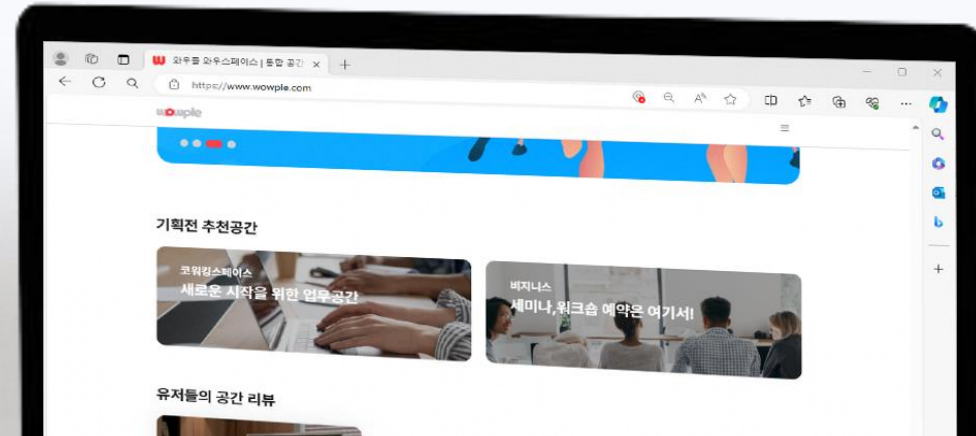 와우플 와우스페이스 | 통합 공간
https://www.wowple.com
wowple
기획전 추천공간
코워킹스페이스
새로운 시작을 위한 업무공간
비지니스
세미나,워크숍 예약은 여기서!
유저들의 공간 리뷰